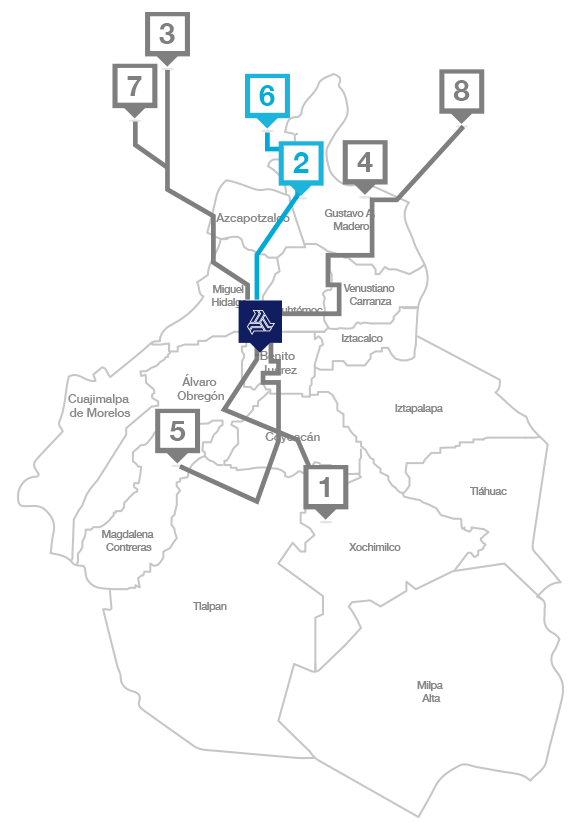 3
7
6
8
2
4
Azcapotzalco
Gustavo A.
Madero
Miguel
Hidalgo
Venustiano
Carranza
Iztacalco
Benito
Juárez
Álvaro
Obregón
Cuajimalpa
de Morelos
Iztapalapa
5
Coyoacán
1
Tláhuac
Magdalena
Contreras
Xochimilco
Tlalpan
Milpa
Alta